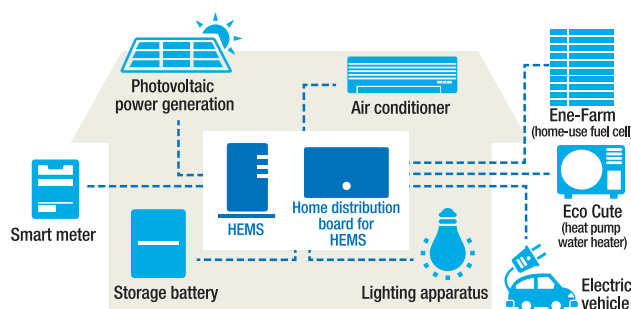 Photovoltaic
power generation
Air conditioner
Ene-Farm
(home-use fuel cell)
Smart meter
HEMS
Home distribution
board for
HEMS
Eco Cute
(heat pump
water heater)
Storage battery
Lighting apparatus
Electric
vehicle